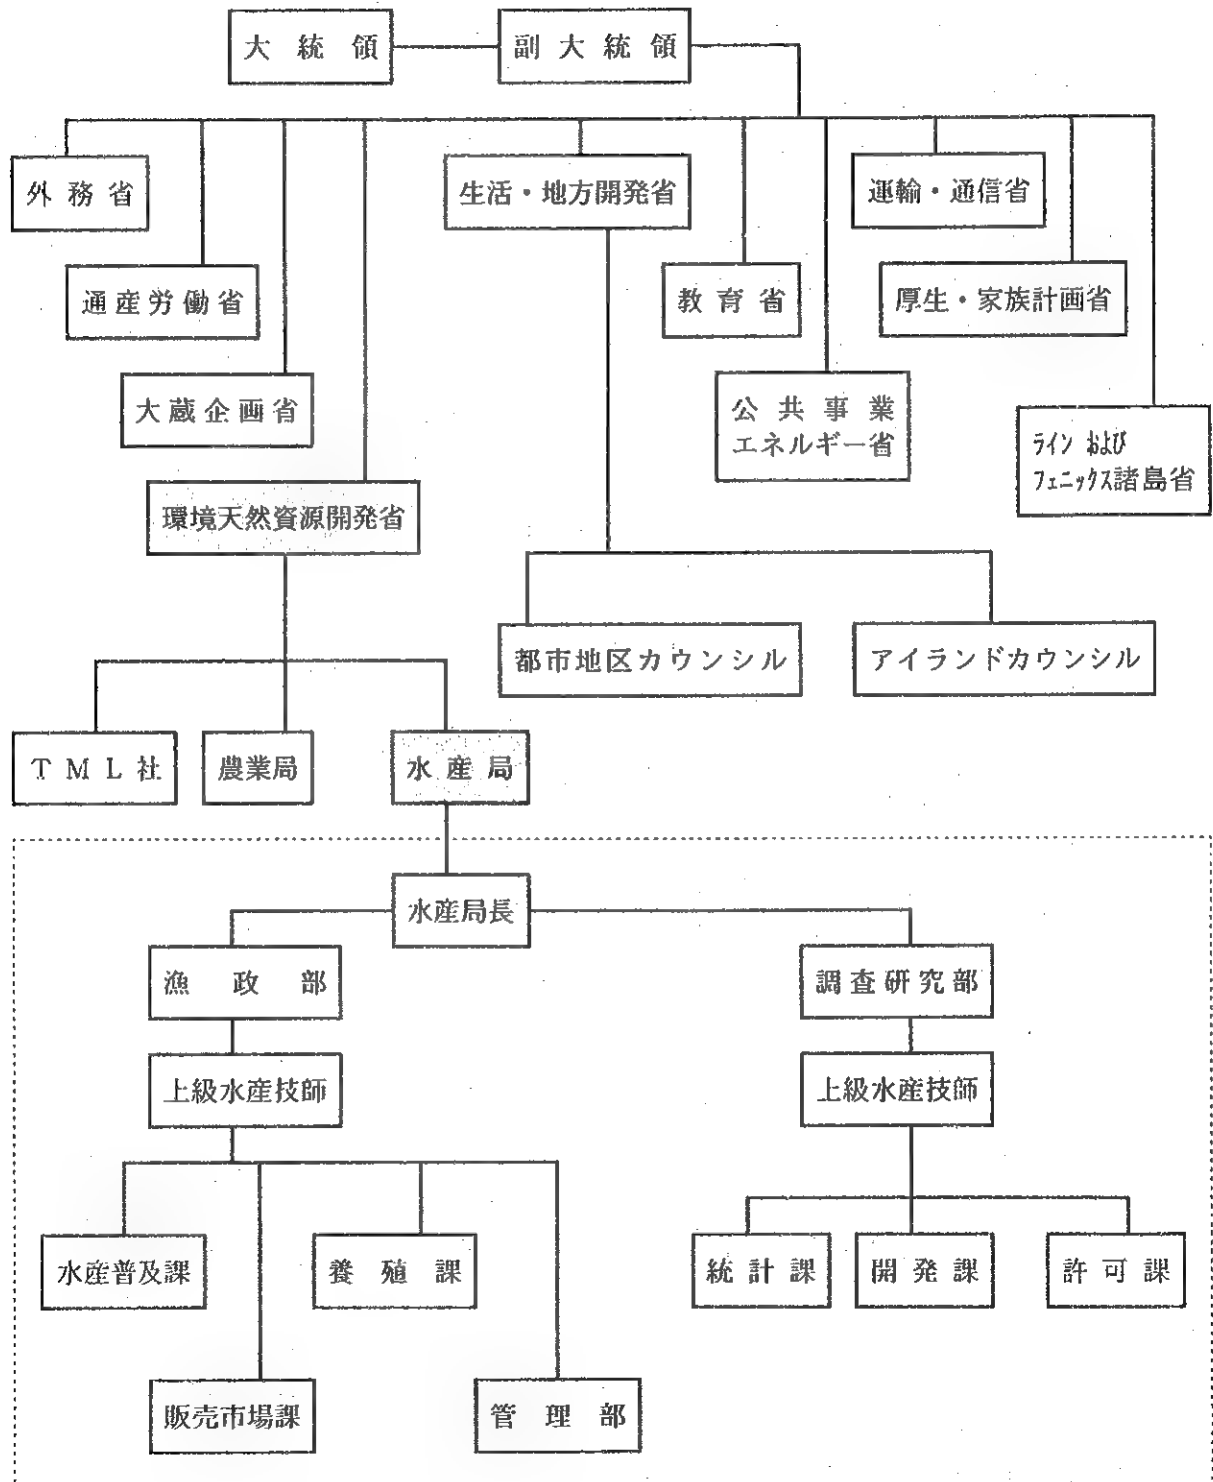 大統領
副大統領
外務省
生活・地方開発省
運輸・通信省
通産労働省
教育省
厚生・家族計画省
大蔵企画省
公共事業
エネルギー省
ライン および
フェニックス諸島省
環境天然資源開発省
都市地区カウンシル
アイランドカウンシル
TML社
農業局
水産局
水産局長
漁政部
調査研究部
上級水産技師
上級水産技師
水産普及課
養殖課
統計課
開発課
許可課
販売市場課
管理部